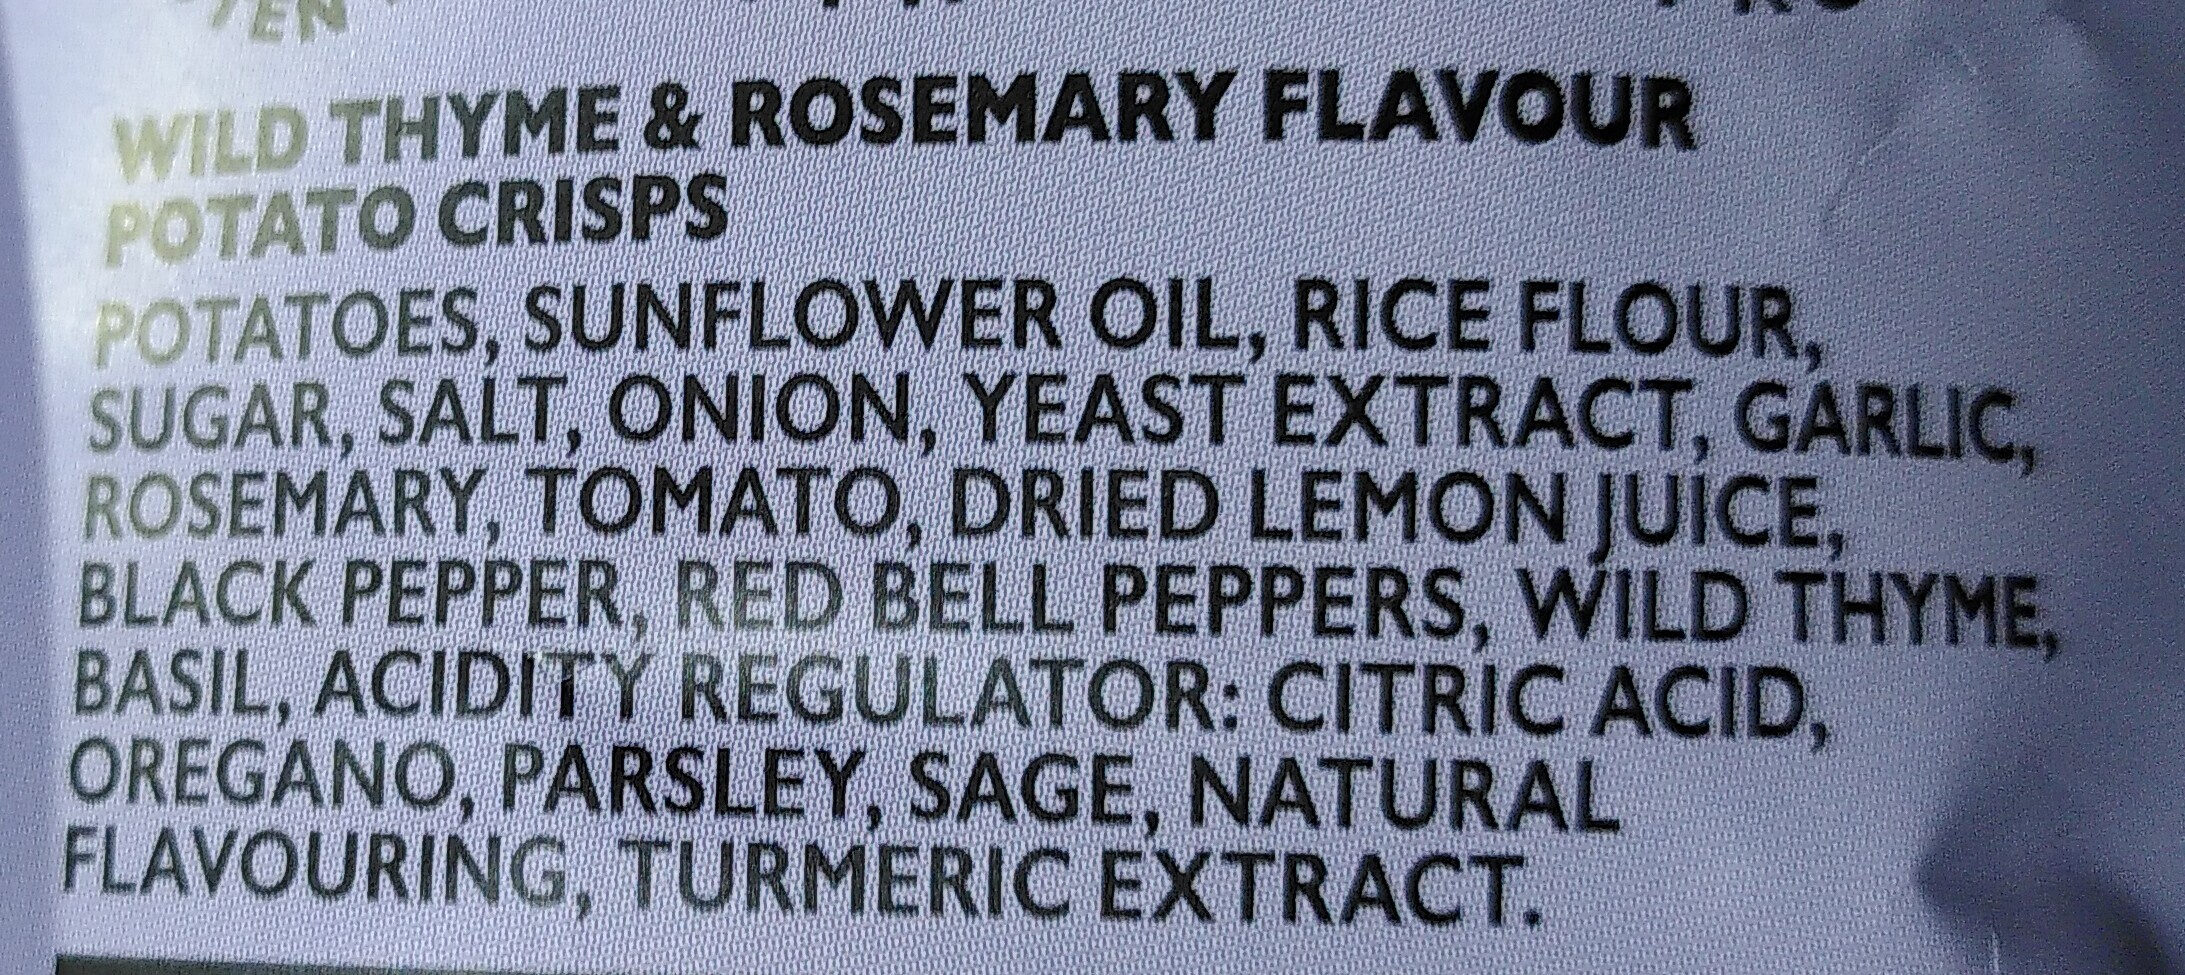 WILD THYME & ROSEMARY FLAVOUR
POTATO CRISPS
POTATOES, SUNFLOWER OIL, RICE FLOUR,
SUGAR, SALT, ONION, YEAST EXTRACT, GARLIC,
ROSEMARY, TOMATO, DRIED LEMON JUICE,
BLACK PEPPER, RED BELL PEPPERS, WILD THYME,
BASIL, ACIDITY REGULATOR: CITRIC ACID,
OREGANO, PARSLEY, SAGE, NATURAL
FLAVOURING, TURMERIC EXTRACT.